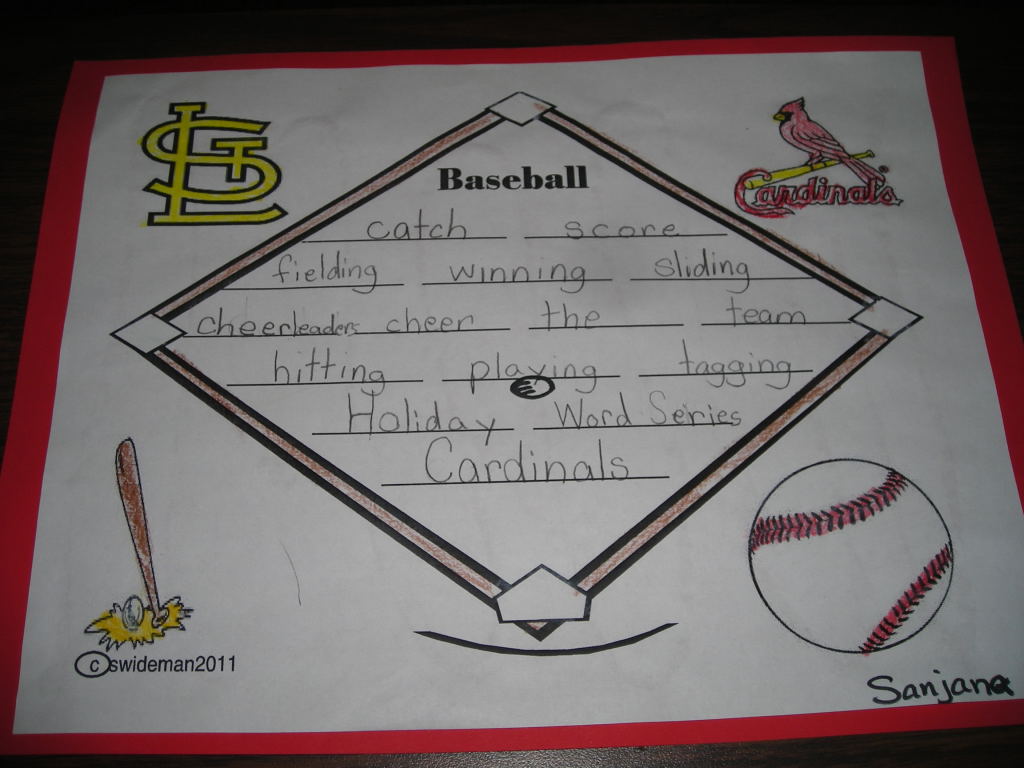 STL
Cardinals
Baseball
catch score
fielding winning sliding
cheerleaders cheer the team
hitting playing tagging
Holiday Word Series
Cardinals
c swideman2011
Sanjana